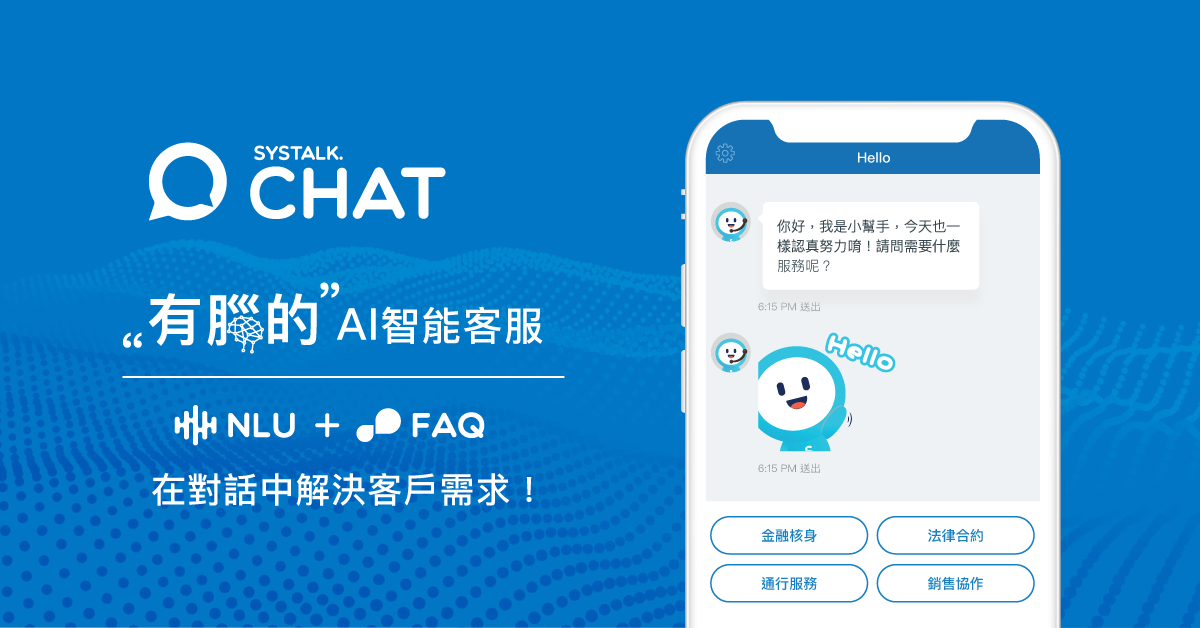 SYSTALK.
CHAT
“有腦的” AI智能客服
NLU + FAQ
在對話中解決客戶需求！
Hello
你好，我是小幫手，今天也一
樣認真努力唷！請問需要什麼
服務呢？
6:15 PM 送出
Hello
6:15 PM 送出
金融核身
法律合約
通行服務
銷售協作